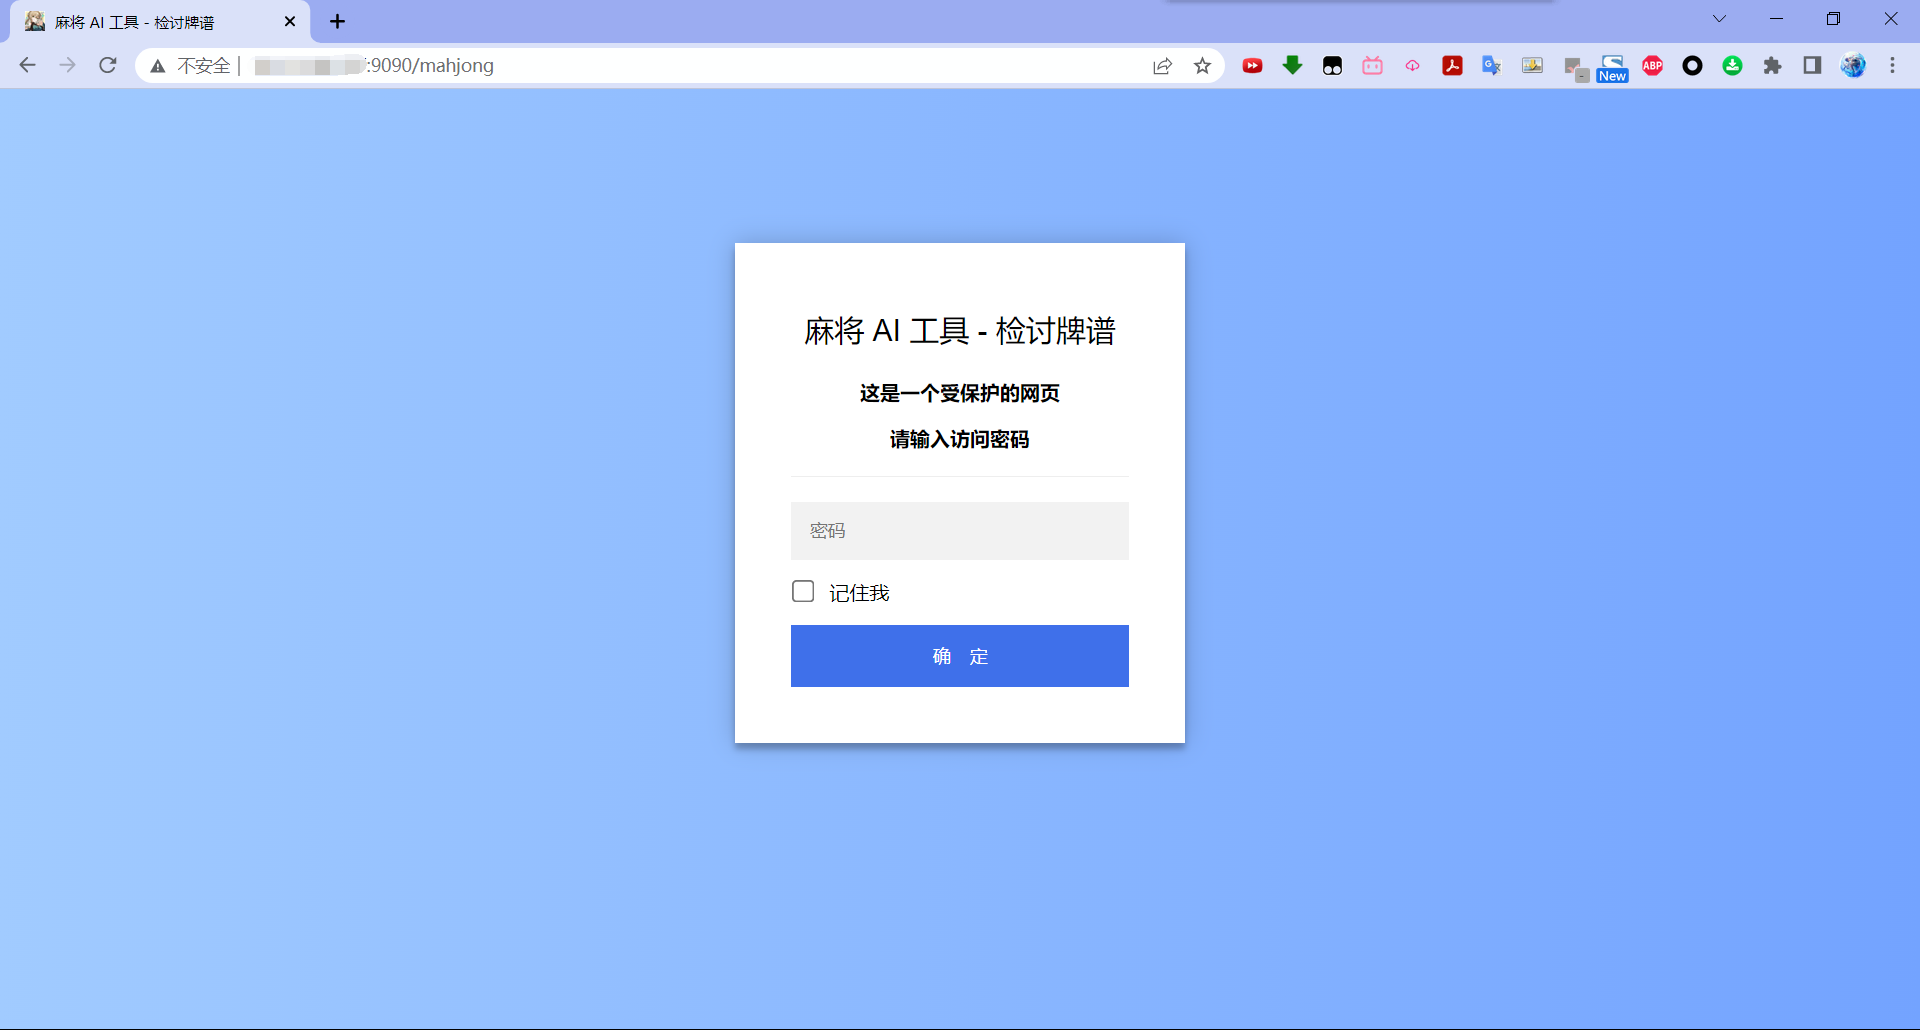 麻将 AI 工具 - 检讨牌谱
不安全
:9090/mahjong
New
ABP
麻将 AI 工具 - 检讨牌谱
这是一个受保护的网页
请输入访问密码
密码
记住我
确 定